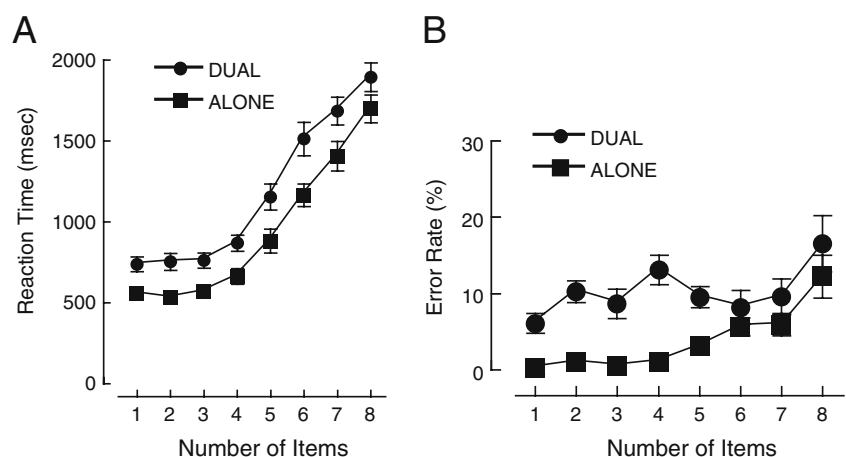 A
DUAL
ALONE
Reaction Time (msec)
2000
1500
1000
500
0
1 2 3 4 5 6 7 8
Number of Items
B
DUAL
ALONE
Error Rate (%)
30
20
10
0
1 2 3 4 5 6 7 8
Number of Items